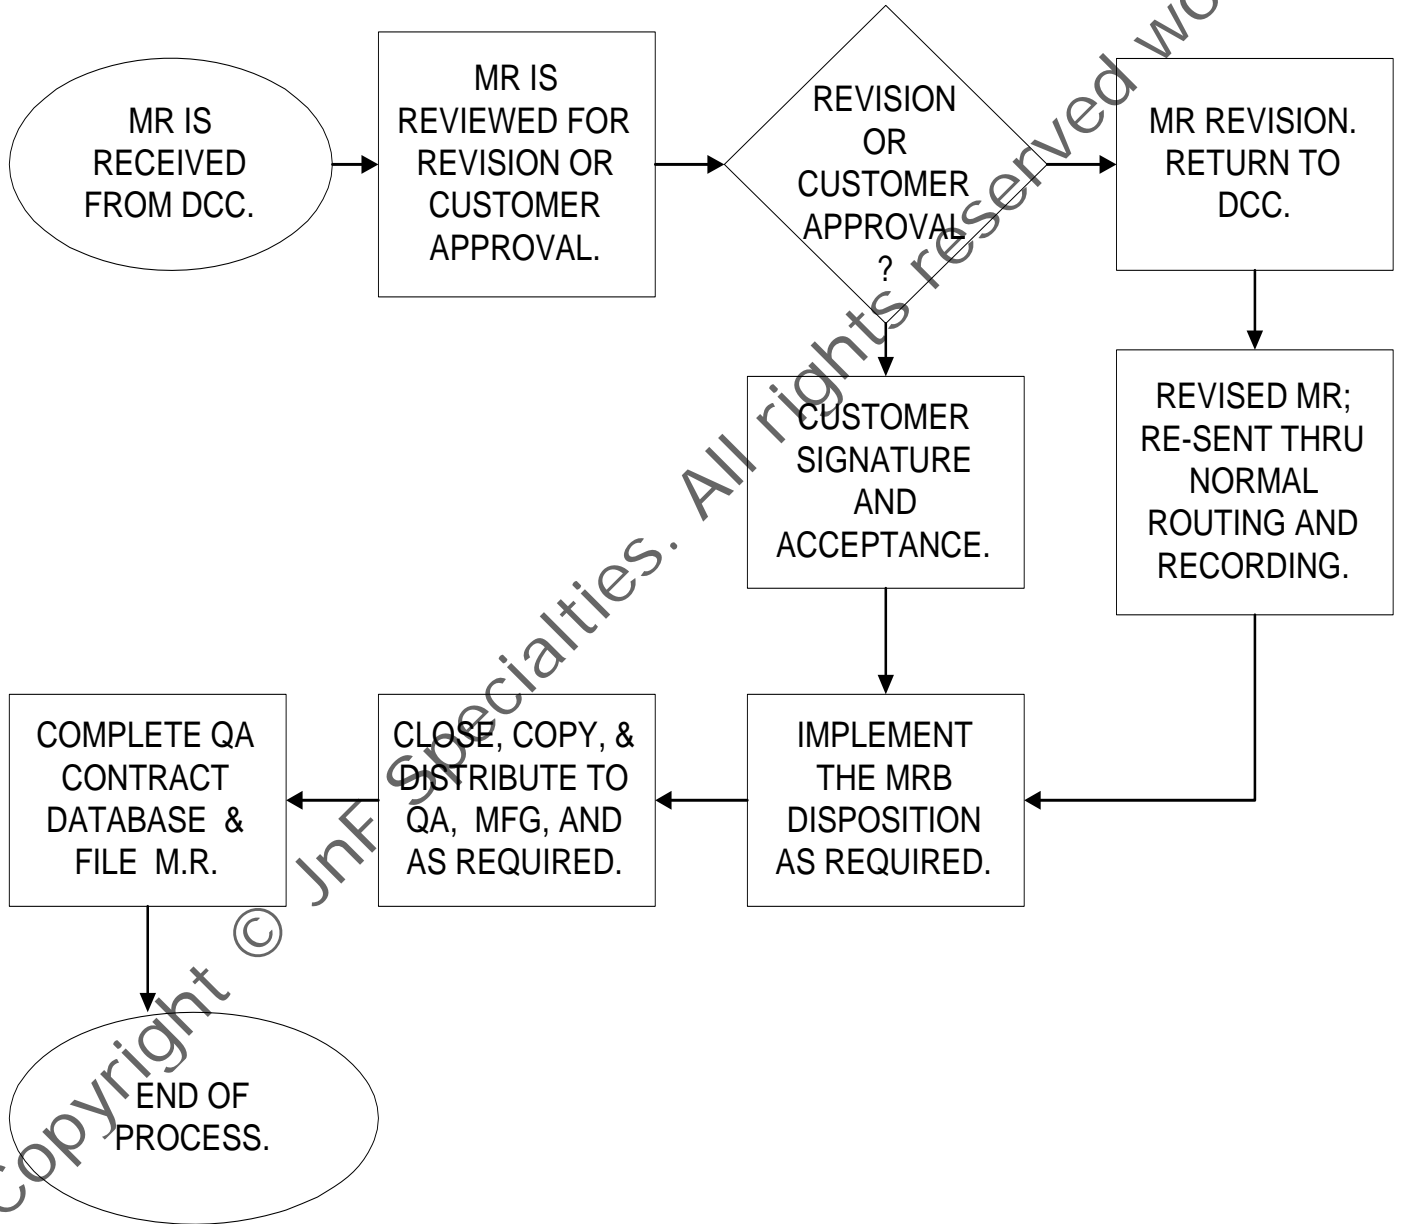 MR IS
RECEIVED
FROM DCC.
MR IS
REVIEWED FOR
REVISION OR
CUSTOMER
APPROVAL.
REVISION
OR
CUSTOMER
APPROVAL
?
MR REVISION.
RETURN TO
DCC.
CUSTOMER
SIGNATURE
AND
ACCEPTANCE.
REVISED MR;
RE-SENT THRU
NORMAL
ROUTING AND
RECORDING.
COMPLETE QA
CONTRACT
DATABASE &
FILE M.R.
CLOSE, COPY, &
DISTRIBUTE TO
QA, MFG, AND
AS REQUIRED.
IMPLEMENT
THE MRB
DISPOSITION
AS REQUIRED.
END OF
PROCESS.
Copyright © JnF Specialties. All rights reserved